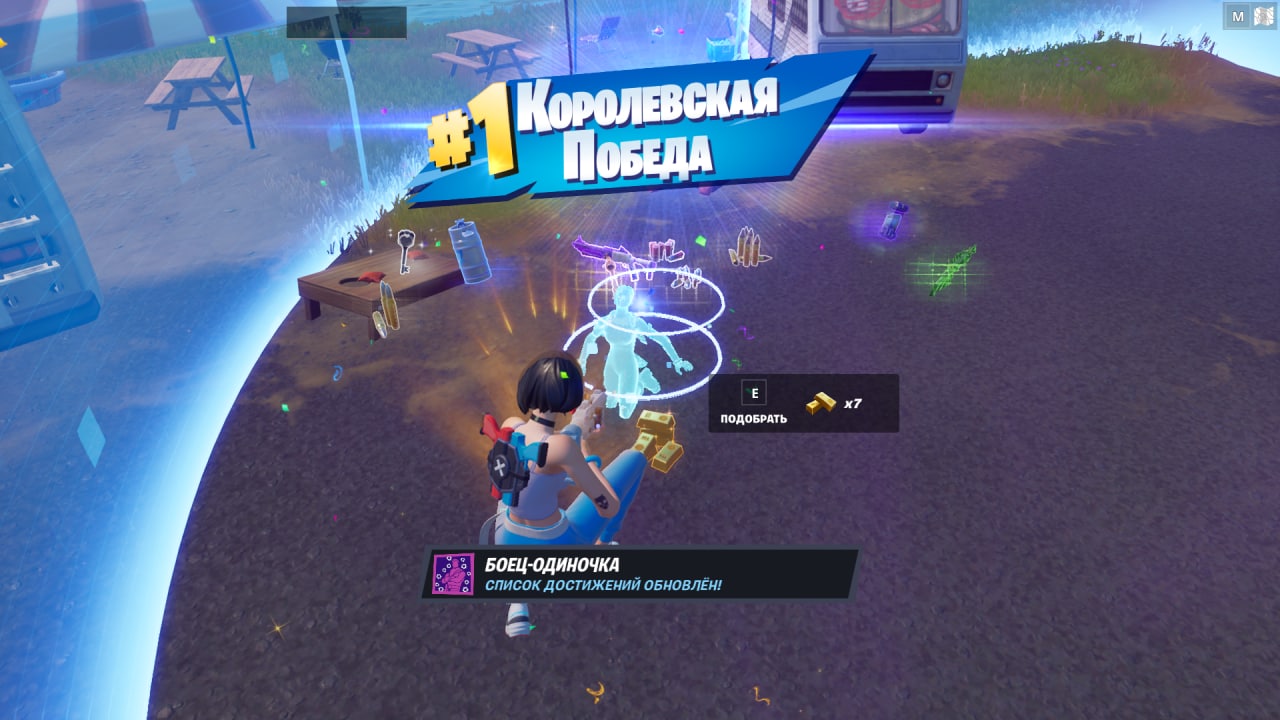 M
#1 Королевская
Победа
E
ПОДОБРАТЬ
x7
БОЕЦ-ОДИНОЧКА
СПИСОК ДОСТИЖЕНИЙ ОБНОВЛЁН!